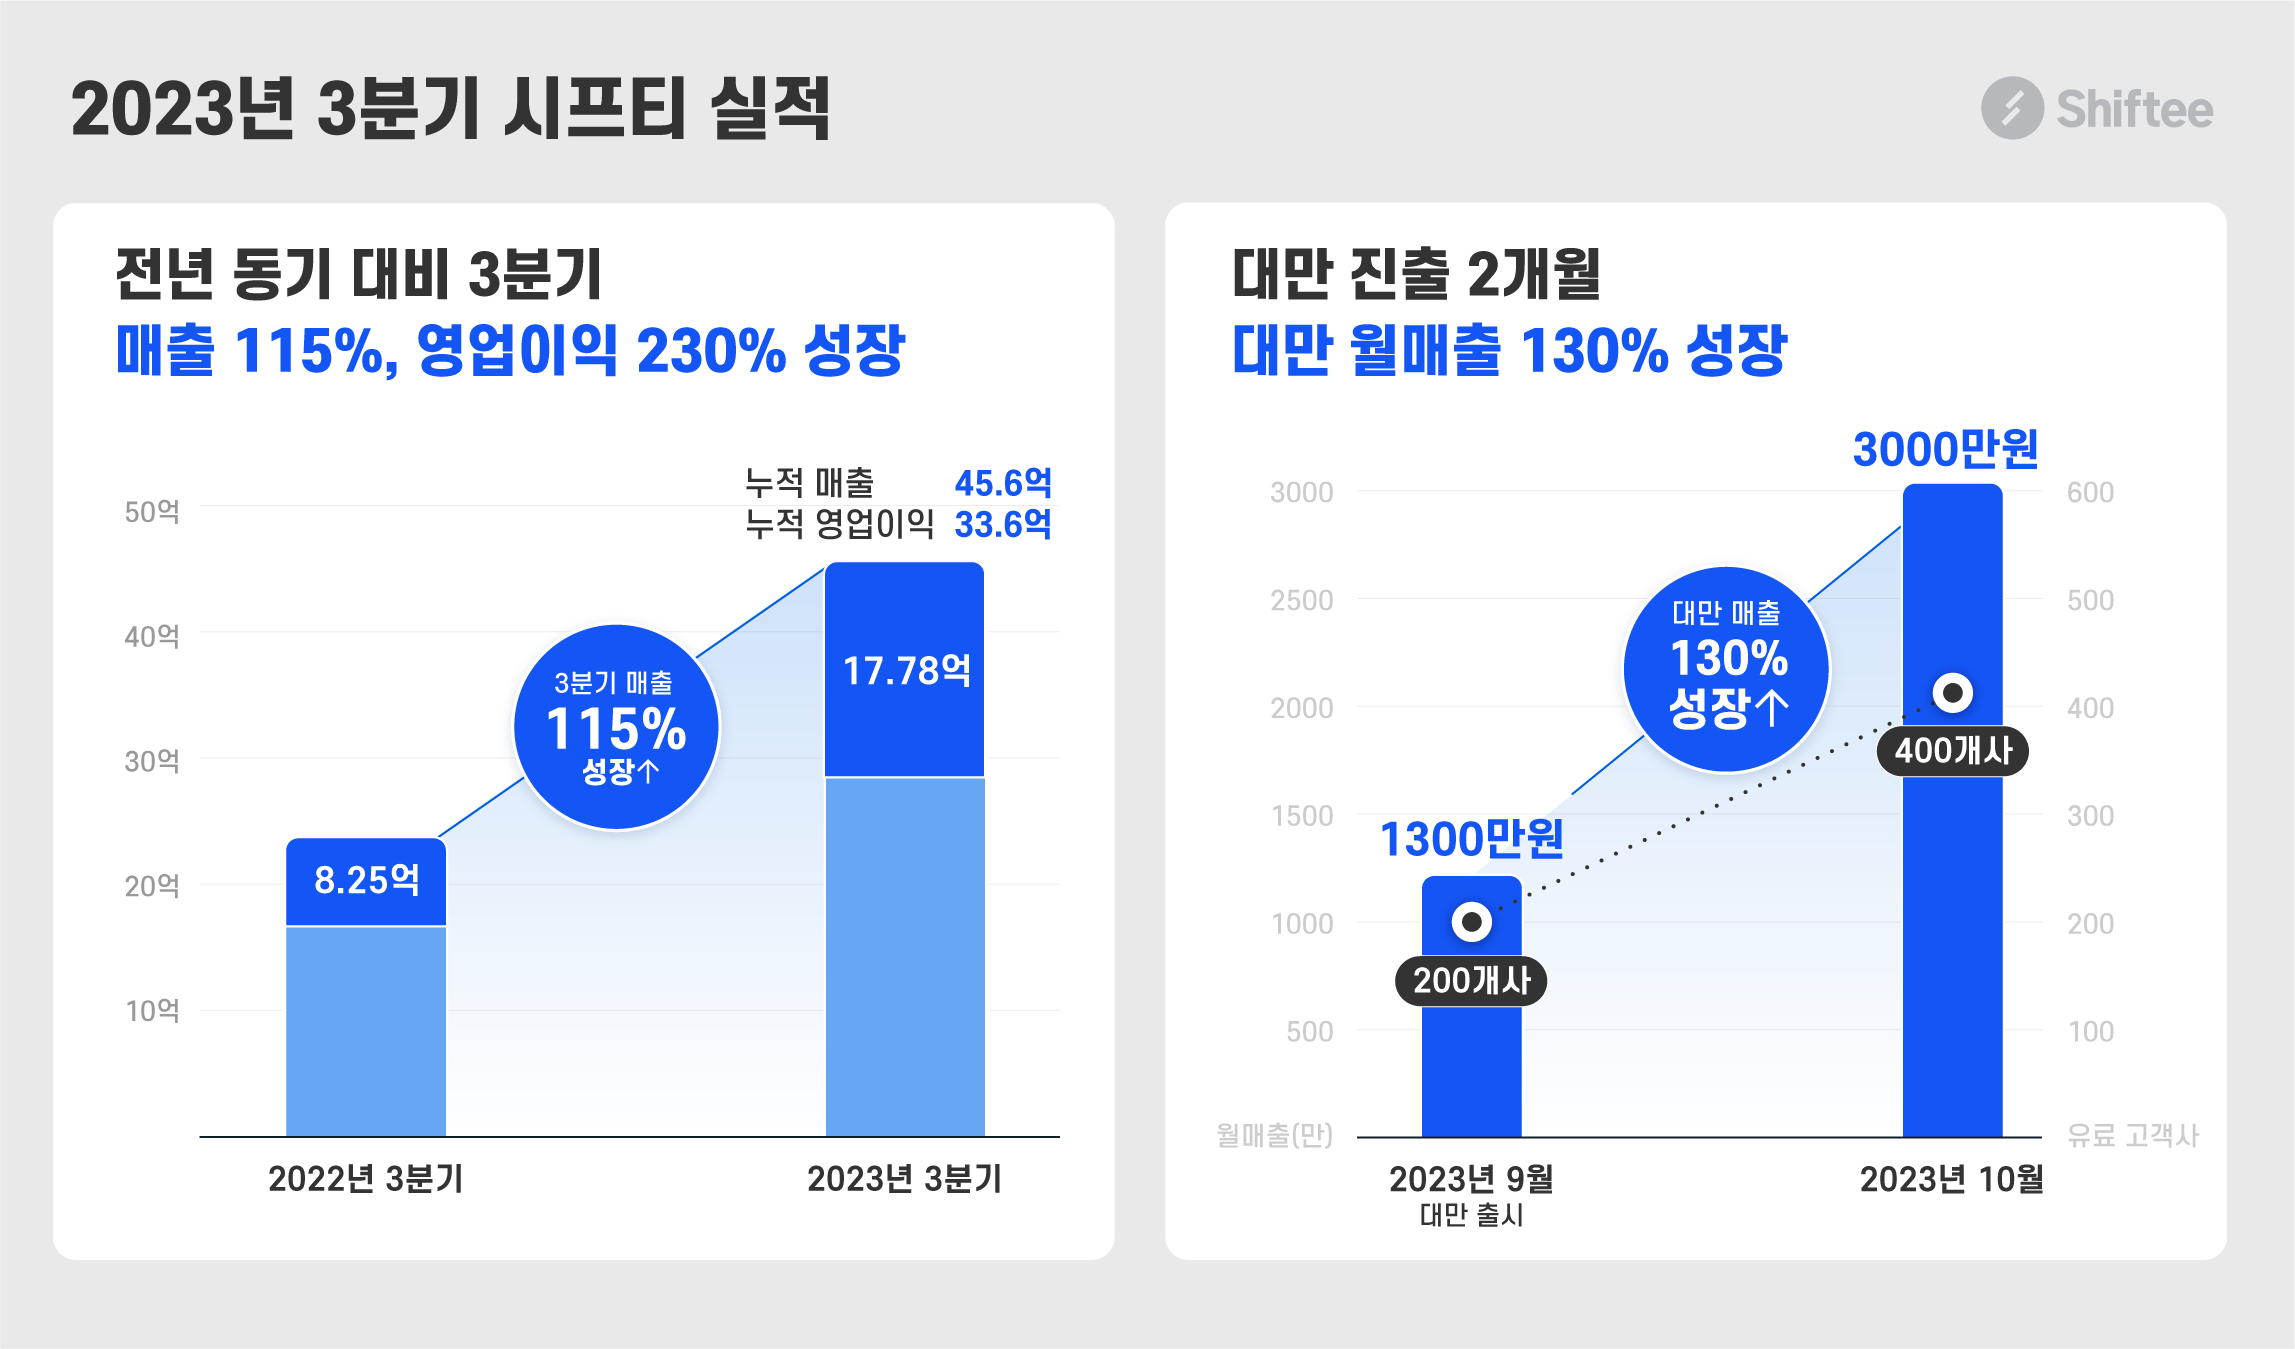 2023년 3분기 시프티 실적
Shiftee
전년 동기 대비 3분기
매출 115%, 영업이익 230% 성장
누적 매출 45.6억
누적 영업이익 33.6억
50억
40억
30억
20억
10억
3분기 매출
115%
성장↑
17.78억
8.25억
2022년 3분기
2023년 3분기
대만 진출 2개월
대만 월매출 130% 성장
3000만원
3000
600
2500
500
2000
400
1500
300
1000
200
500
100
대만 매출
130%
성장↑
400개사
1300만원
200개사
월매출(만)
유료 고객사
2023년 9월
대만 출시
2023년 10월